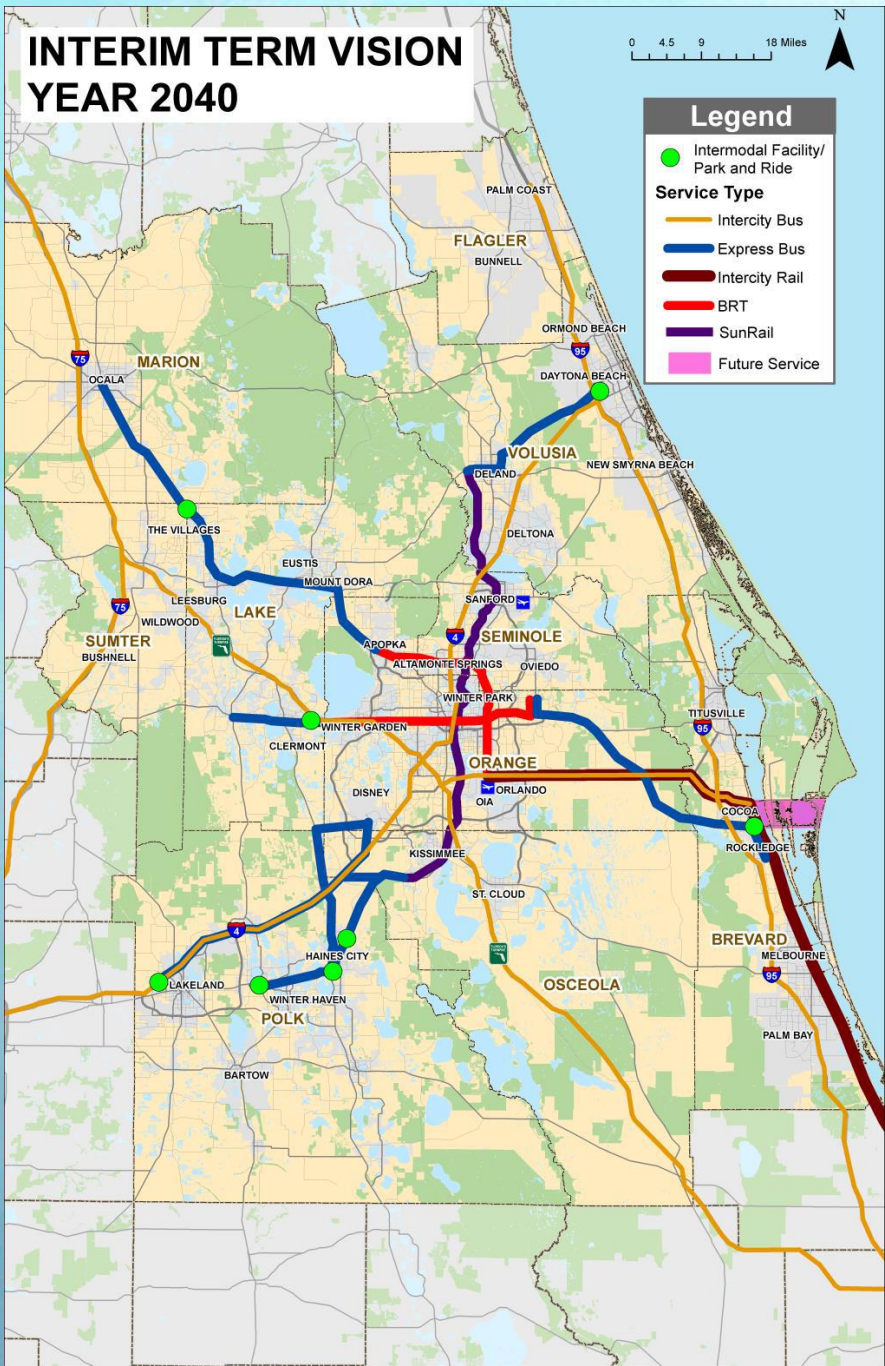 INTERIM TERM VISION
YEAR 2040
0 4.5 9 18 Miles
N
Legend
Intermodal Facility/
Park and Ride
Service Type
Intercity Bus
Express Bus
Intercity Rail
BRT
SunRail
Future Service
PALM COAST
FLAGLER
BUNNELL
ORMOND BEACH
95
75
MARION
OCALA
DAYTONA BEACH
VOLUSIA
DELAND
NEW SMYRNA BEACH
THE VILLAGES
DELTONA
EUSTIS
MOUNT DORA
SANFORD
LEESBURG
LAKE
75
WILDWOOD
SUMTER
BUSHNELL
4
SEMINOLE
APOPKA
ALTAMONTE SPRINGS
OVIEDO
WINTER PARK
TITUSVILLE
95
WINTER GARDEN
CLERMONT
ORANGE
DISNEY
ORLANDO
OIA
COCOA
ROCKLEDGE
KISSIMMEE
ST. CLOUD
4
BREVARD
HAINES CITY
MELBOURNE
95
LAKELAND
OSCEOLA
WINTER HAVEN
POLK
PALM BAY
BARTOW